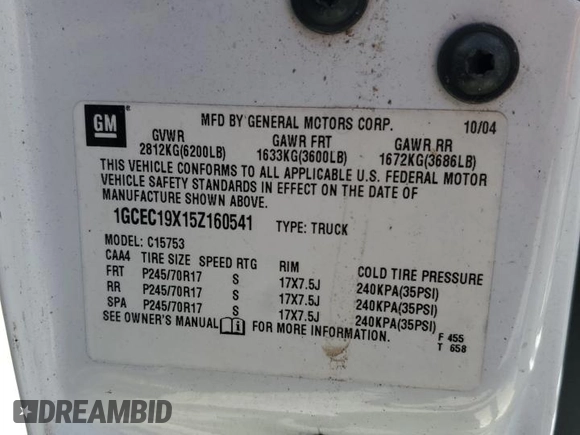 GM
MFD BY GENERAL MOTORS CORP. 10/04
GVWR GAWR FRT GAWR RR
2812KG(6200LB) 1633KG(3600LB) 1672KG(3686LB)
THIS VEHICLE CONFORMS TO ALL APPLICABLE U.S. FEDERAL MOTOR
VEHICLE SAFETY STANDARDS IN EFFECT ON THE DATE OF
MANUFACTURE SHOWN ABOVE.
1GCEC19X15Z160541 TYPE: TRUCK
MODEL: C15753
CAA4 TIRE SIZE SPEED RTG RIM COLD TIRE PRESSURE
FRT P245/70R17 S 17X7.5J 240KPA(35PSI)
RR P245/70R17 S 17X7.5J 240KPA(35PSI)
SPA P245/70R17 S 17X7.5J 240KPA(35PSI)
SEE OWNER'S MANUAL FOR MORE INFORMATION.
F 455
T 658
DREAMBID